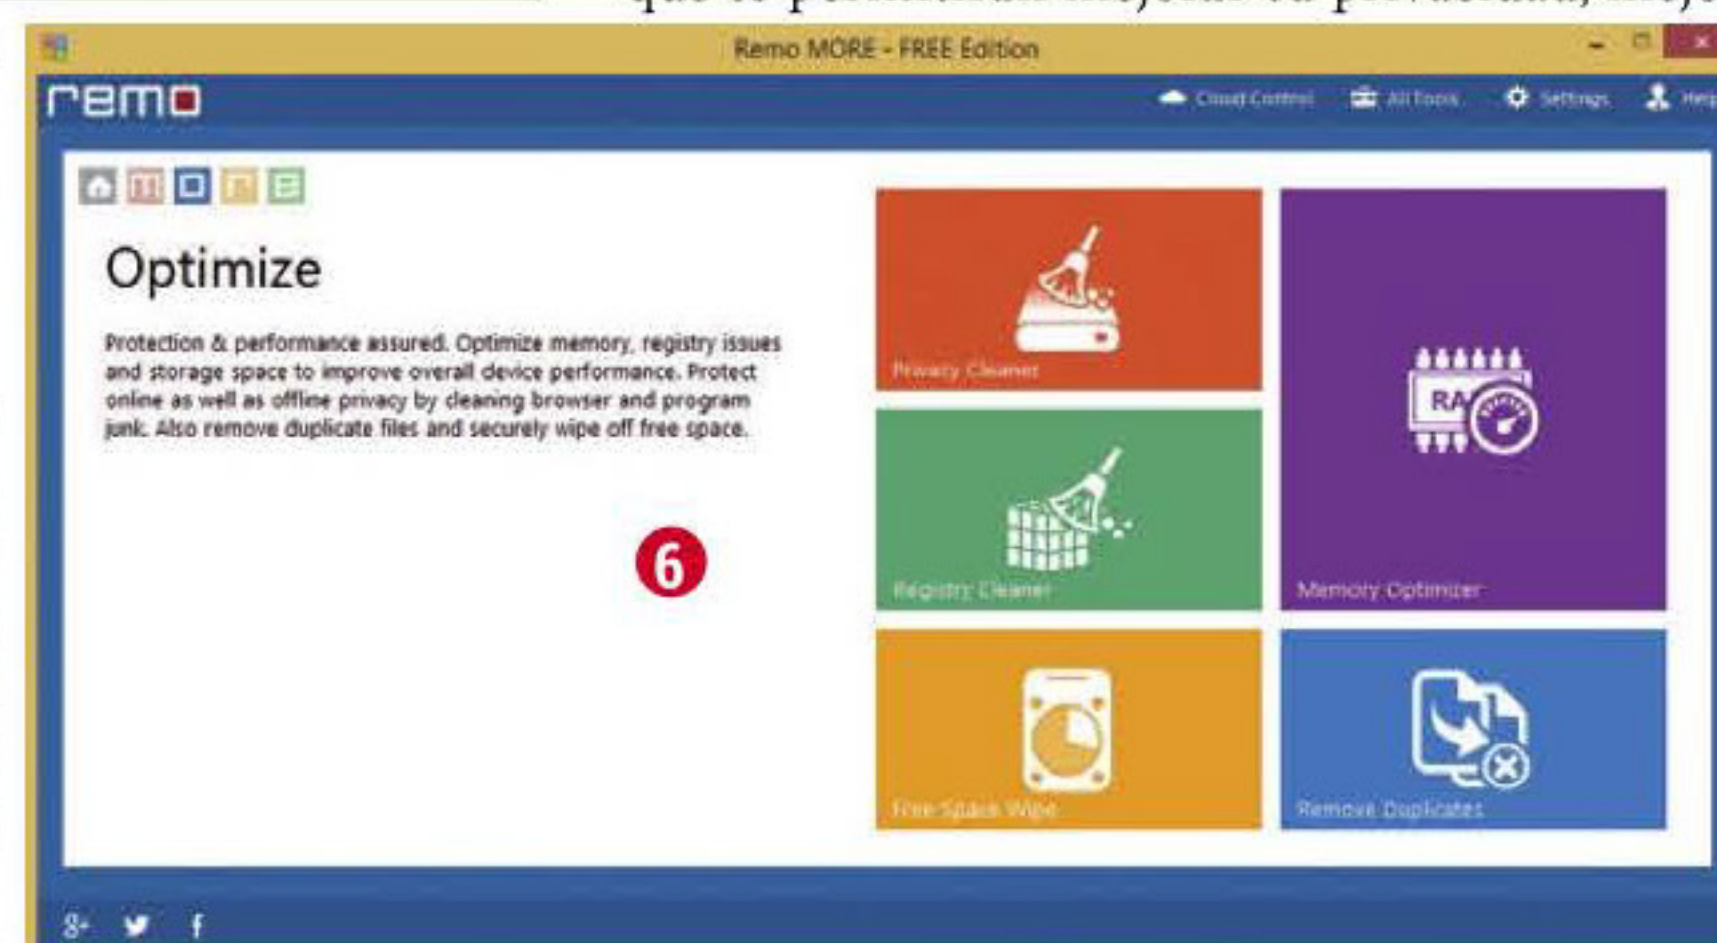 Remo MORE - FREE Edition
remo
Cloud Control All Tools Settings Help
Optimize
Protection & performance assured. Optimize memory, registry issues
and storage space to improve overall device performance. Protect
online as well as offline privacy by cleaning browser and program
junk. Also remove duplicate files and securely wipe off free space.
6
Privacy Cleaner
RA
Registry Cleaner
Memory Optimizer
Free Space Wipe
Remove Duplicates
8+
f